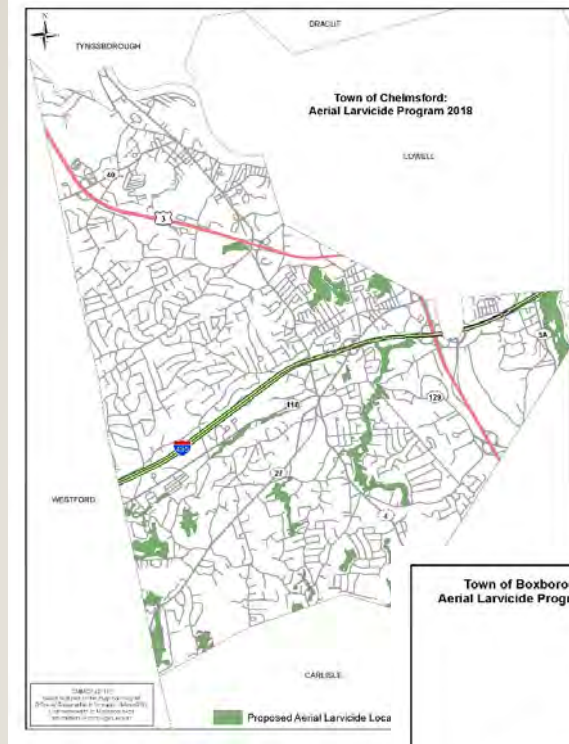 N
DRACUT
TYNGSBOROUGH
Town of Chelmsford:
Aerial Larvicide Program 2018
LOWELL
40
3
3A
110
129
495
27
WESTFORD
4
CARLISLE
Proposed Aerial Larvicide Loca
Town of Boxboro
Aerial Larvicide Progr